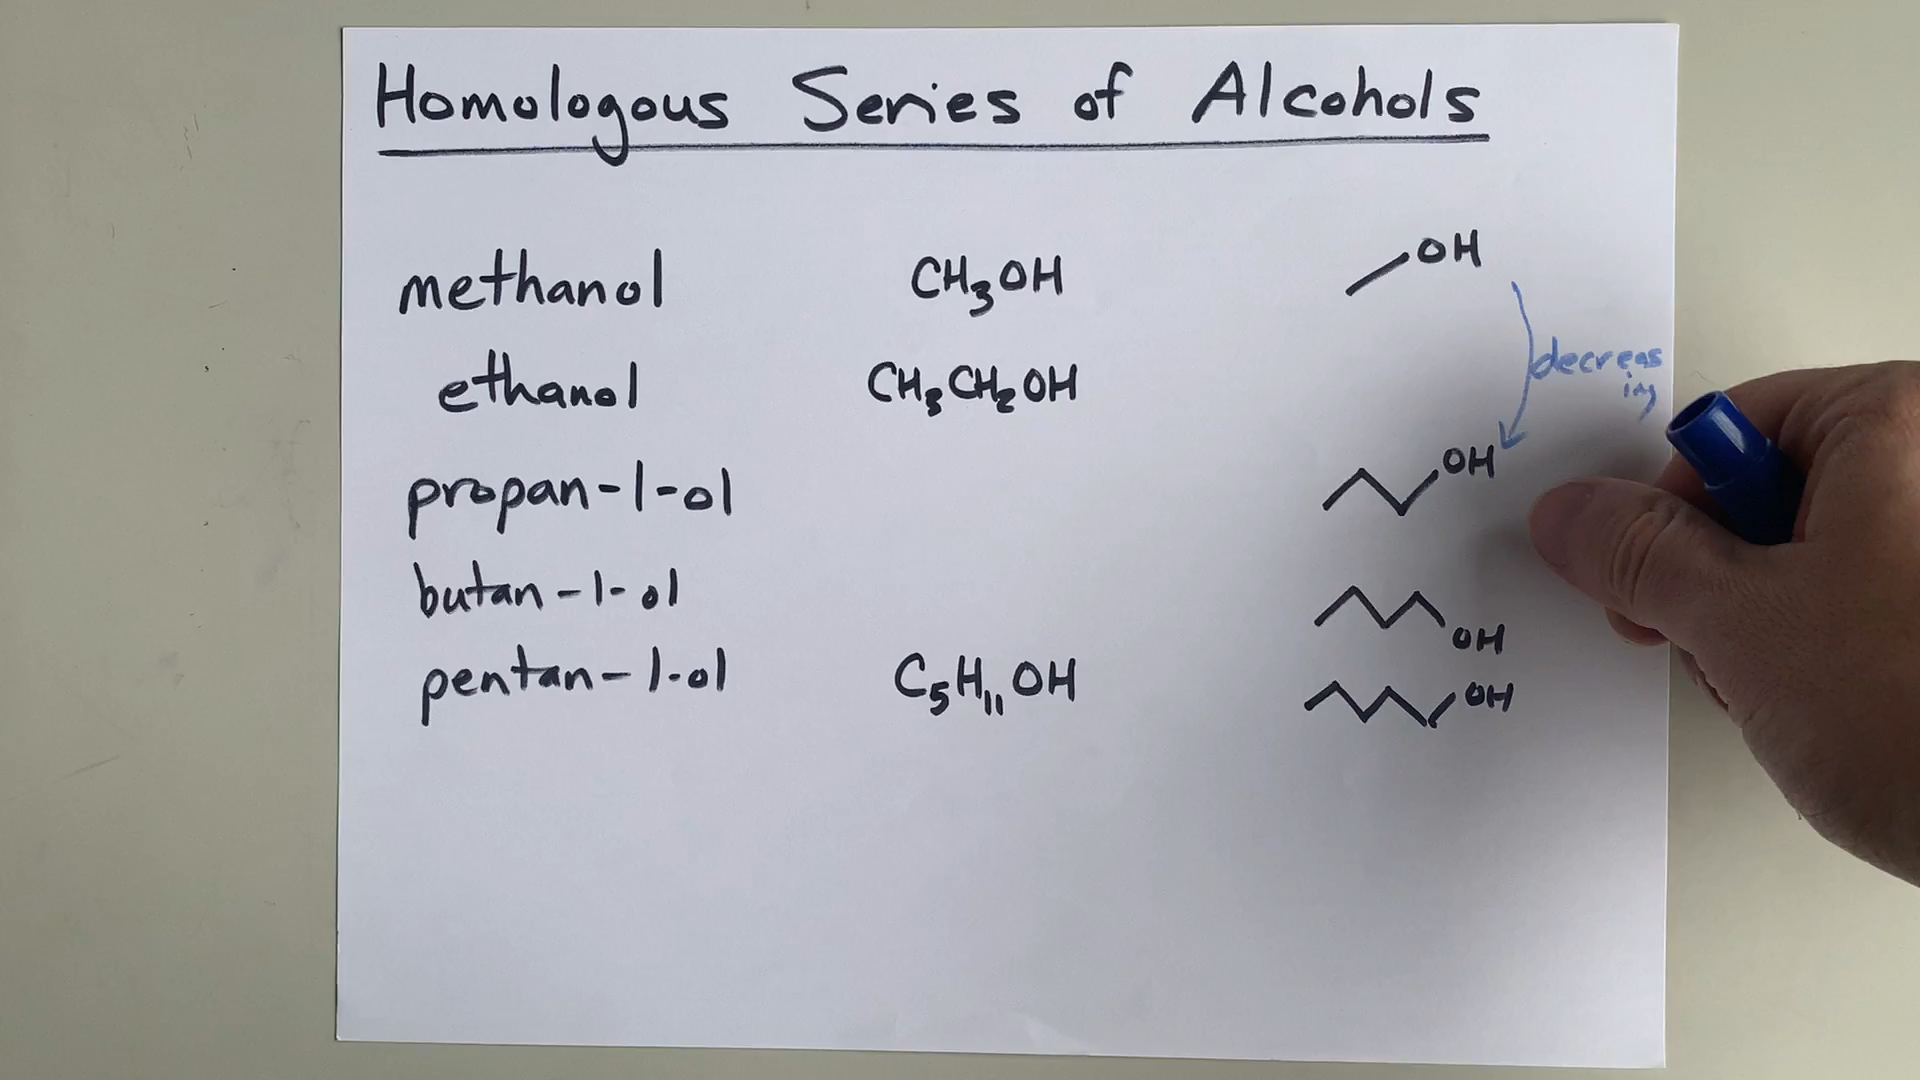 Homologous Series of Alcohols
methanol CH₃OH OH
decreas
ing
ethanol CH₃CH₂OH
propan-1-ol OH
butan-1-ol OH
pentan-1-ol C₅H₁₁OH OH